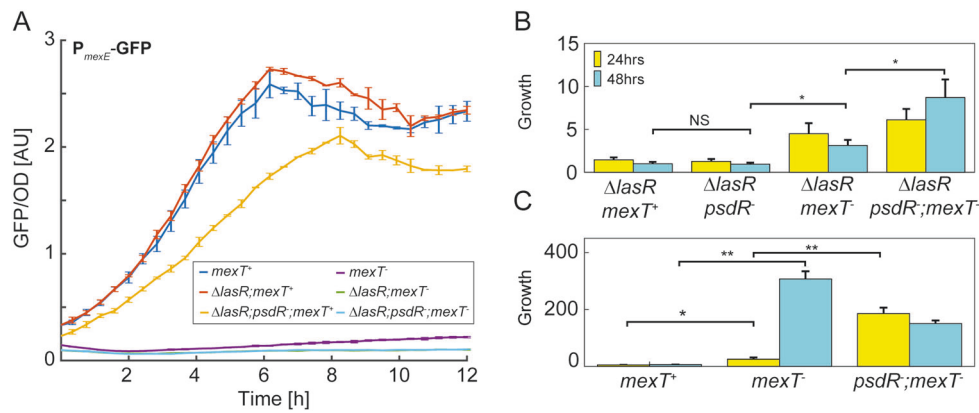 A
P_mexE-GFP
GFP/OD [AU]
3
2
1
0
2
4
6
8
10
12
Time [h]
mexT+
ΔlasR;mexT+
ΔlasR;psdR-;mexT+
mexT-
ΔlasR;mexT-
ΔlasR;psdR-;mexT-
B
Growth
15
10
5
0
24hrs
48hrs
NS
*
*
ΔlasR
mexT+
ΔlasR
psdR-
ΔlasR
mexT-
ΔlasR
psdR-;mexT-
C
Growth
400
200
0
*
**
**
mexT+
mexT-
psdR-;mexT-